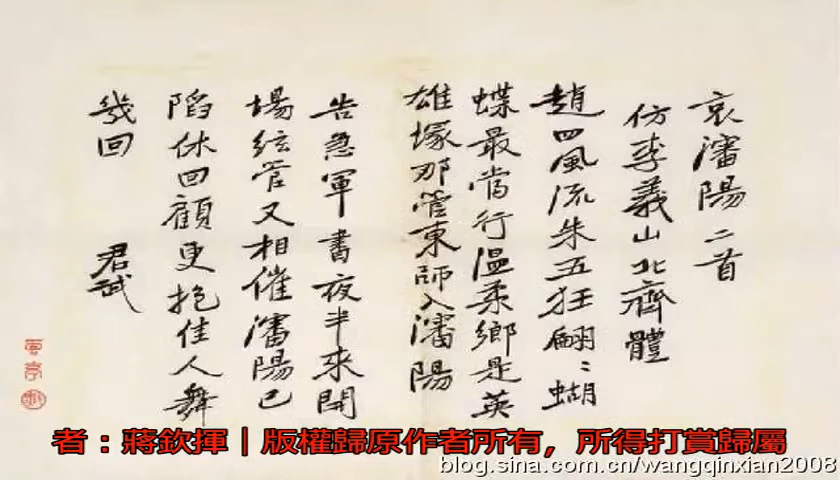 哀瀋陽二首
仿李義山北齊體
趙四風流朱五狂翩〻蝴
蝶最當行溫柔鄉是英
雄塚那管東師入瀋陽
告急軍書夜半來開
場絃管又相催瀋陽已
陷休回顧更抱佳人舞
幾回 君武
者：蔣欽揮｜版權歸原作者所有，所得打賞歸屬
blog.sina.com.cn/wangqinxian2008